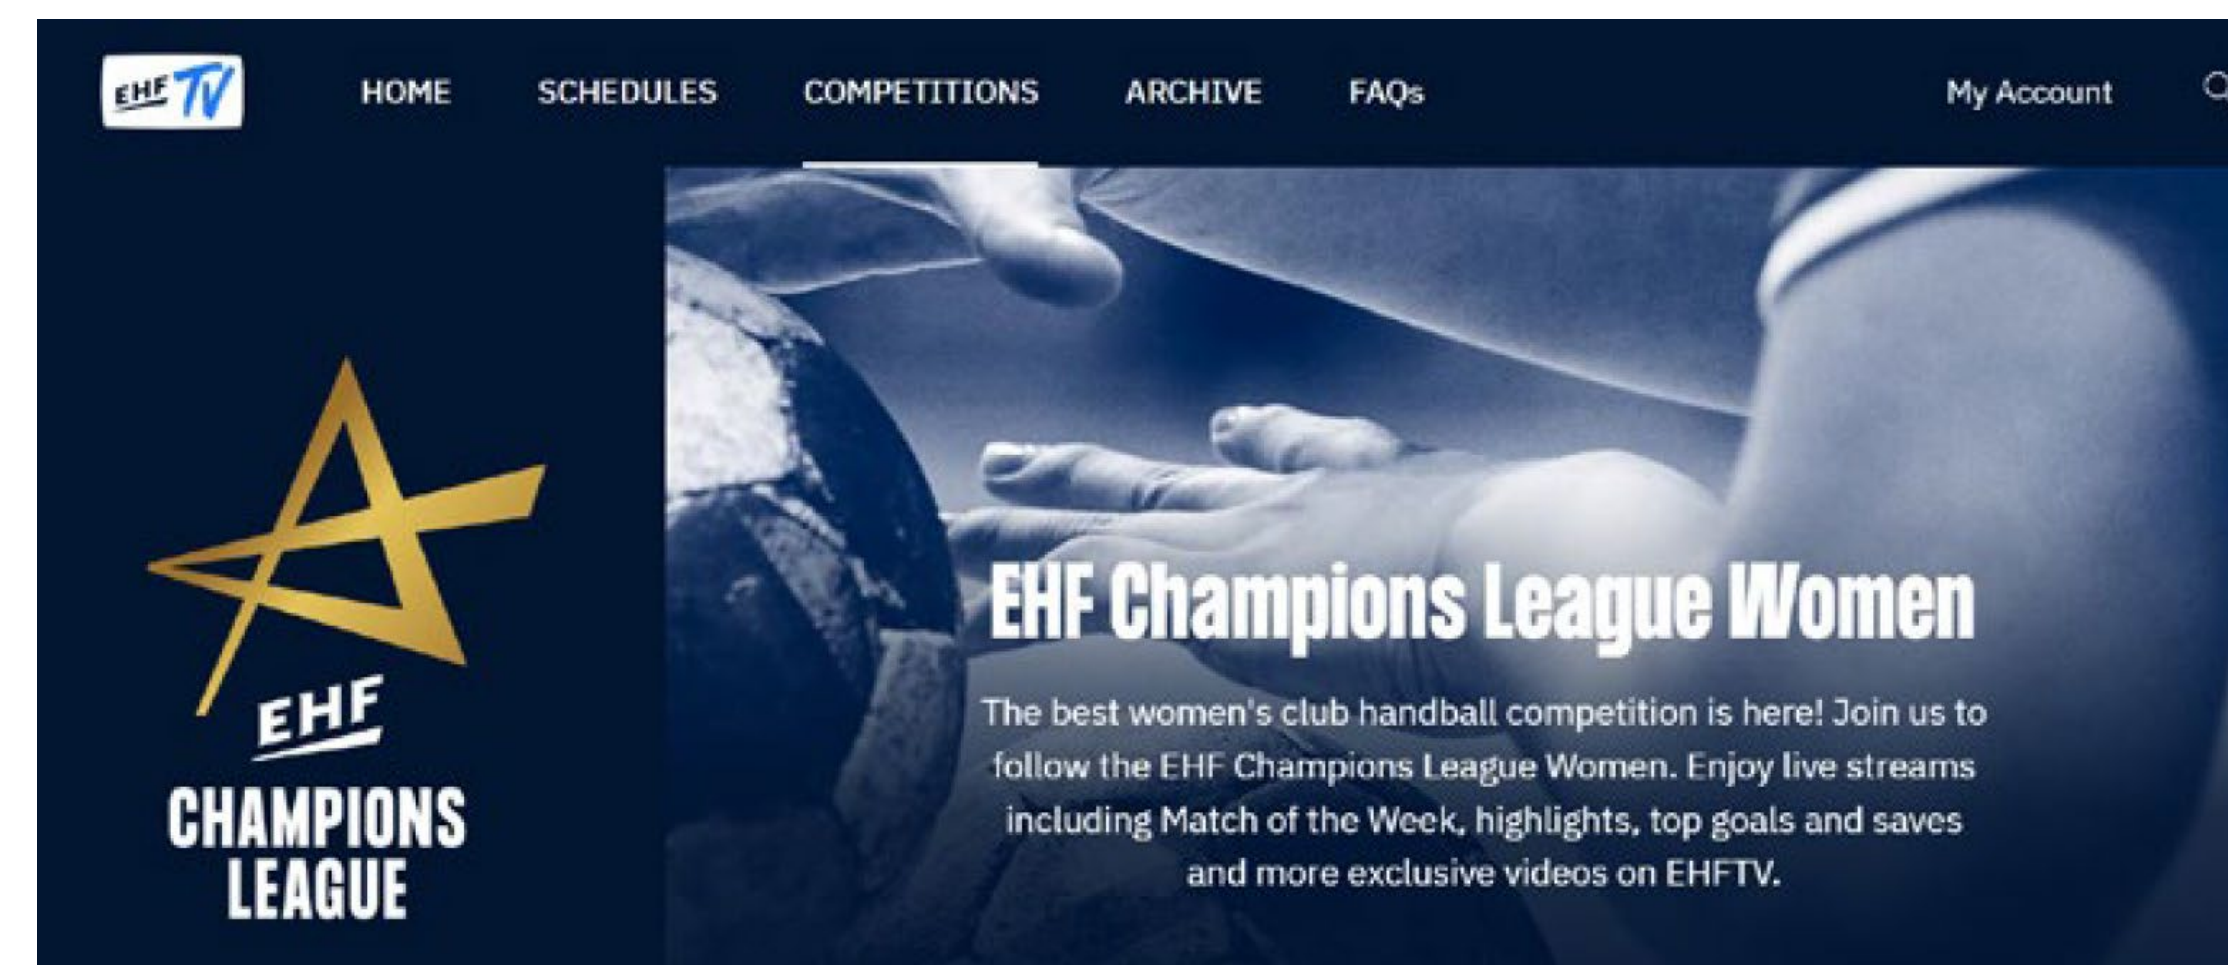 EHF TV
HOME
SCHEDULES
COMPETITIONS
ARCHIVE
FAQs
My Account
EHF
CHAMPIONS
LEAGUE
EHF Champions League Women
The best women's club handball competition is here! Join us to
follow the EHF Champions League Women. Enjoy live streams
including Match of the Week, highlights, top goals and saves
and more exclusive videos on EHFTV.